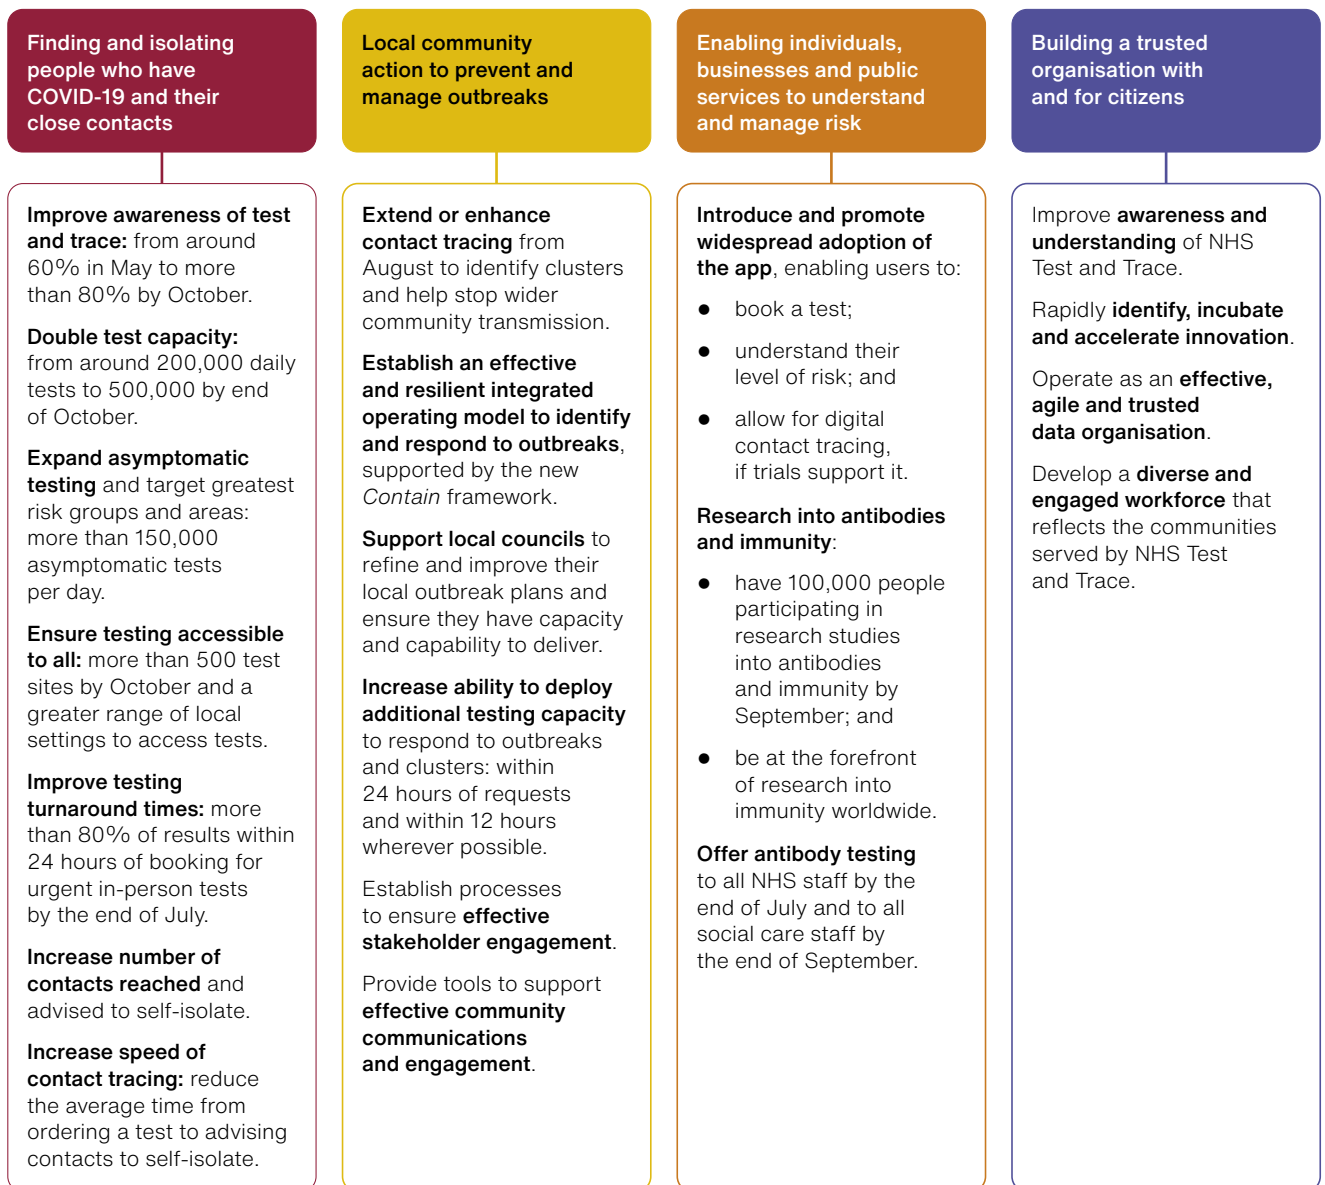 Finding and isolating
people who have
COVID-19 and their
close contacts
Improve awareness of test
and trace: from around
60% in May to more
than 80% by October.
Double test capacity:
from around 200,000 daily
tests to 500,000 by end
of October.
Expand asymptomatic
testing and target greatest
risk groups and areas:
more than 150,000
asymptomatic tests
per day.
Ensure testing accessible
to all: more than 500 test
sites by October and a
greater range of local
settings to access tests.
Improve testing
turnaround times: more
than 80% of results within
24 hours of booking for
urgent in-person tests
by the end of July.
Increase number of
contacts reached and
advised to self-isolate.
Increase speed of
contact tracing: reduce
the average time from
ordering a test to advising
contacts to self-isolate.
Local community
action to prevent and
manage outbreaks
Extend or enhance
contact tracing from
August to identify clusters
and help stop wider
community transmission.
Establish an effective
and resilient integrated
operating model to identify
and respond to outbreaks,
supported by the new
Contain framework.
Support local councils to
refine and improve their
local outbreak plans and
ensure they have capacity
and capability to deliver.
Increase ability to deploy
additional testing capacity
to respond to outbreaks
and clusters: within
24 hours of requests
and within 12 hours
wherever possible.
Establish processes
to ensure effective
stakeholder engagement.
Provide tools to support
effective community
communications
and engagement.
Enabling individuals,
businesses and public
services to understand
and manage risk
Introduce and promote
widespread adoption of
the app, enabling users to:
● book a test;
● understand their
level of risk; and
● allow for digital
contact tracing,
if trials support it.
Research into antibodies
and immunity:
● have 100,000 people
participating in
research studies
into antibodies
and immunity by
September; and
● be at the forefront
of research into
immunity worldwide.
Offer antibody testing
to all NHS staff by the
end of July and to all
social care staff by
the end of September.
Building a trusted
organisation with
and for citizens
Improve awareness and
understanding of NHS
Test and Trace.
Rapidly identify, incubate
and accelerate innovation.
Operate as an effective,
agile and trusted
data organisation.
Develop a diverse and
engaged workforce that
reflects the communities
served by NHS Test
and Trace.